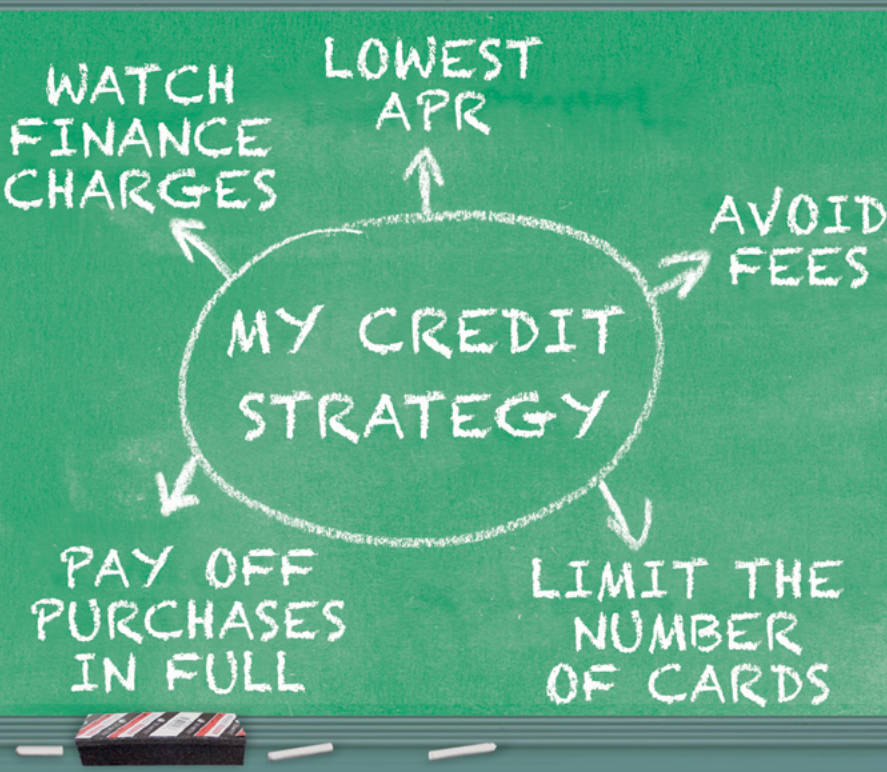 LOWEST
APR
WATCH
FINANCE
CHARGES
AVOID
FEES
MY CREDIT
STRATEGY
PAY OFF
PURCHASES
IN FULL
LIMIT THE
NUMBER
OF CARDS